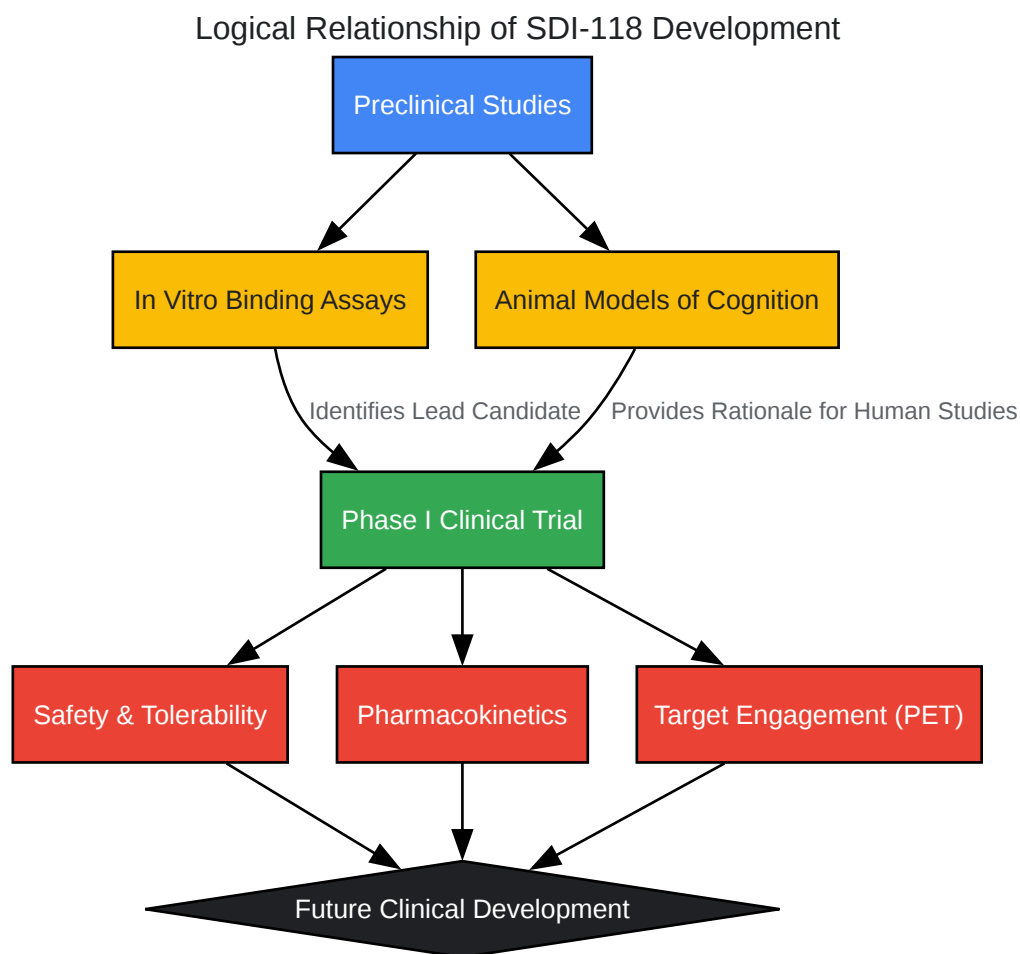 Logical Relationship of SDI-118 Development
Preclinical Studies
In Vitro Binding Assays
Animal Models of Cognition
Identifies Lead Candidate
Provides Rationale for Human Studies
Phase I Clinical Trial
Safety & Tolerability
Pharmacokinetics
Target Engagement (PET)
Future Clinical Development